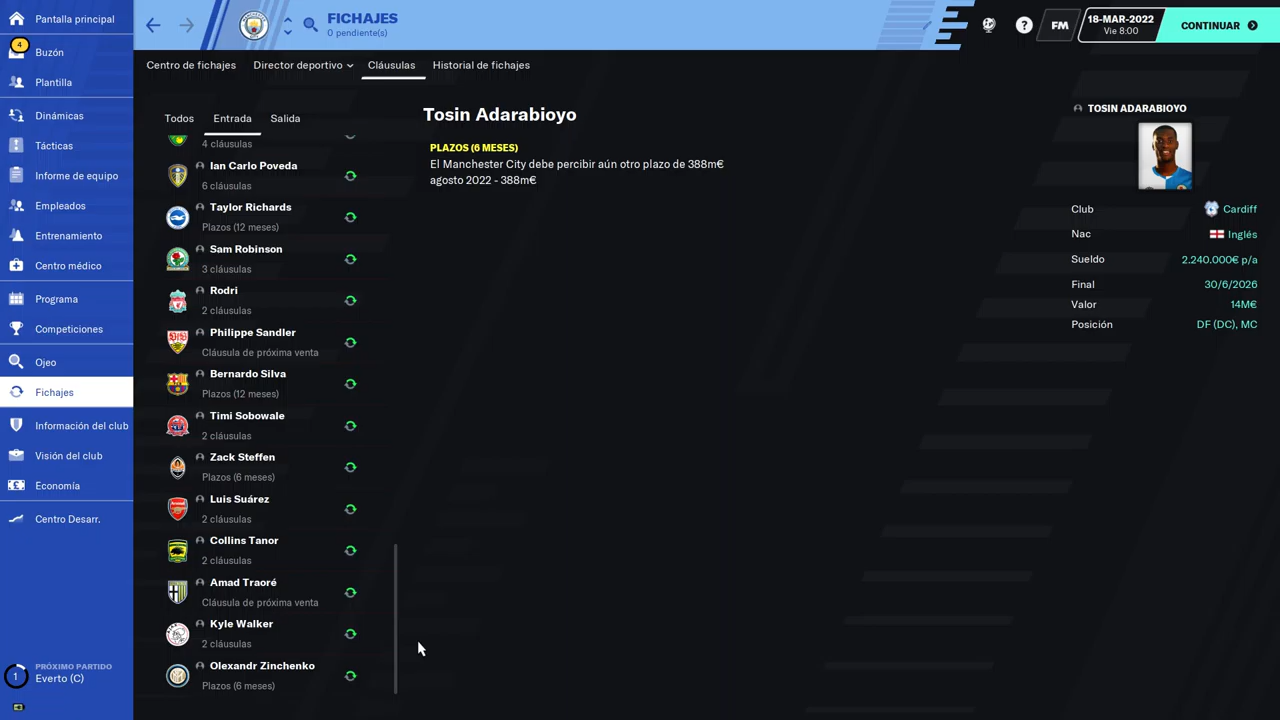 Pantalla principal
4
Buzón
Plantilla
Dinámicas
Tácticas
Informe de equipo
Empleados
Entrenamiento
Centro médico
Programa
Competiciones
Ojeo
Fichajes
Información del club
Visión del club
Economía
Centro Desarr.
1
PRÓXIMO PARTIDO
Everto (C)
FICHAJES
0 pendiente(s)
?
FM
18-MAR-2022
Vie 8:00
CONTINUAR
Centro de fichajes
Director deportivo
Cláusulas
Historial de fichajes
Todos
Entrada
Salida
4 cláusulas
Ian Carlo Poveda
6 cláusulas
Taylor Richards
Plazos (12 meses)
Sam Robinson
3 cláusulas
Rodri
2 cláusulas
Philippe Sandler
Cláusula de próxima venta
Bernardo Silva
Plazos (12 meses)
Timi Sobowale
2 cláusulas
Zack Steffen
Plazos (6 meses)
Luis Suárez
2 cláusulas
Collins Tanor
2 cláusulas
Amad Traoré
Cláusula de próxima venta
Kyle Walker
2 cláusulas
Olexandr Zinchenko
Plazos (6 meses)
Tosin Adarabioyo
PLAZOS (6 MESES)
El Manchester City debe percibir aún otro plazo de 388m€
agosto 2022 - 388m€
TOSIN ADARABIOYO
Club Cardiff
Nac Inglés
Sueldo 2.240.000€ p/a
Final 30/6/2026
Valor 14M€
Posición DF (DC), MC